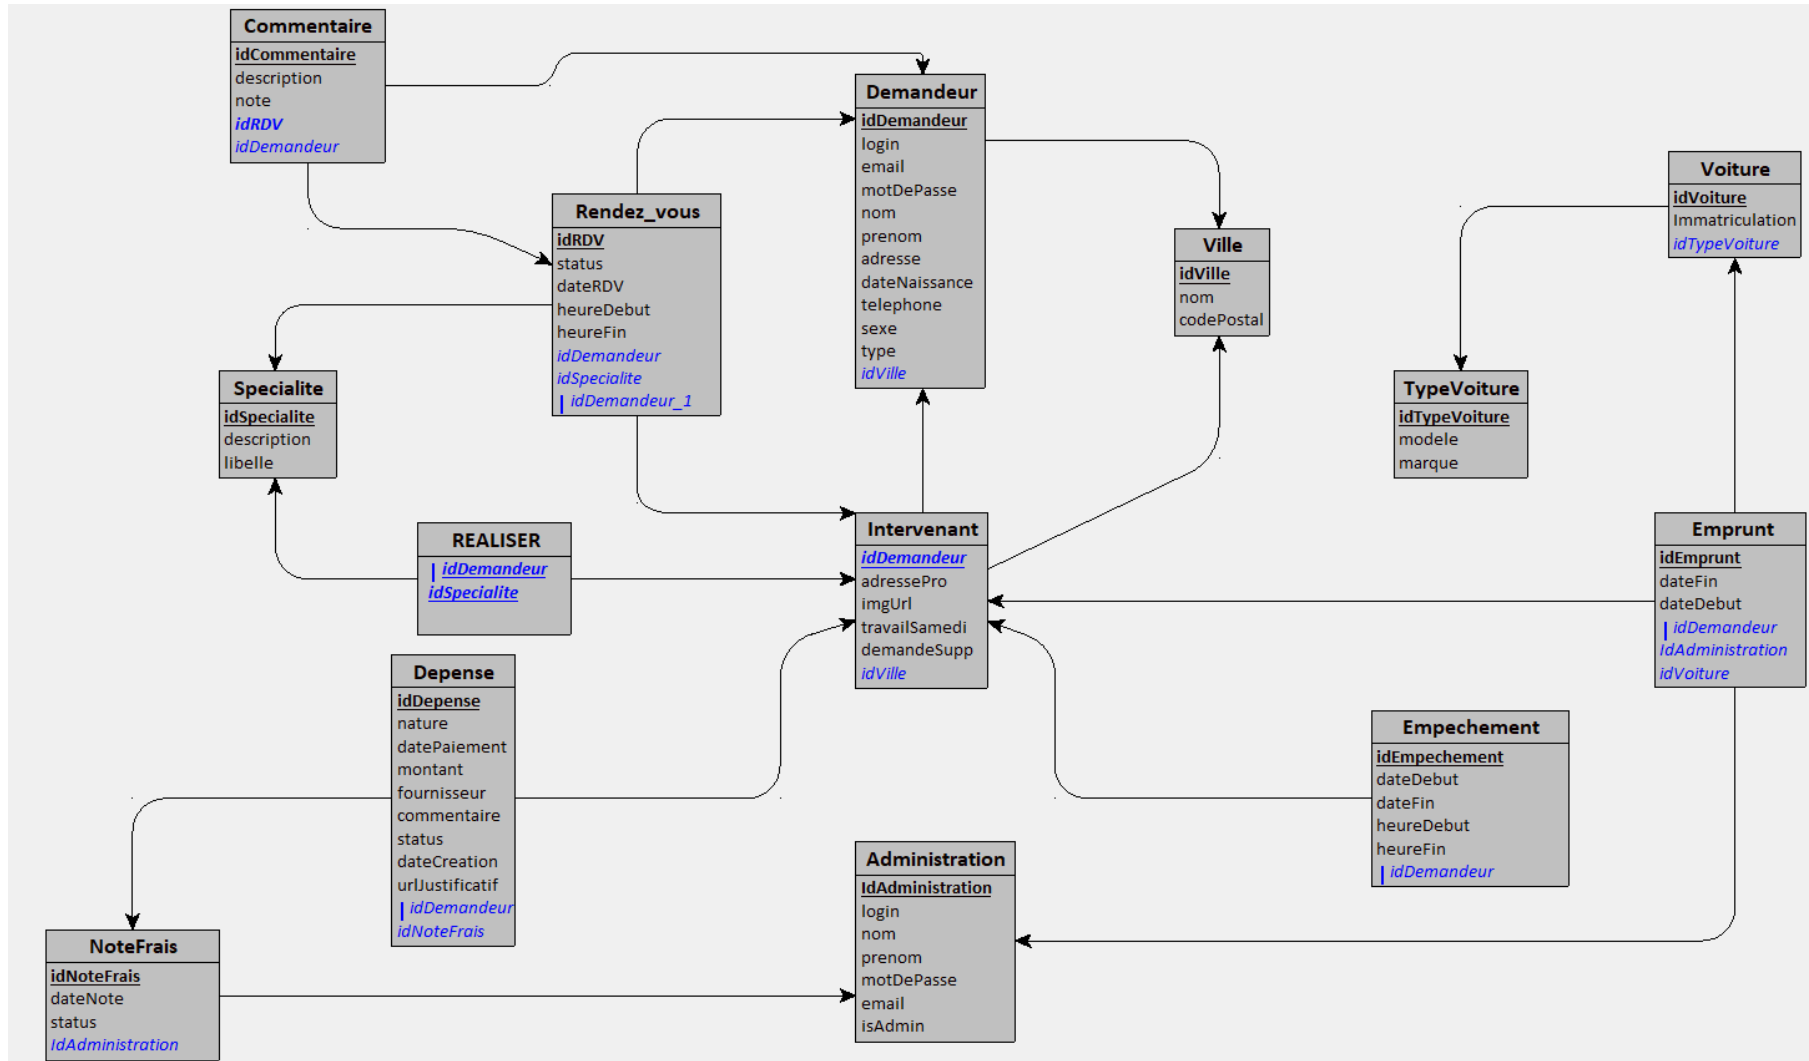 Commentaire
idCommentaire
description
note
idRDV
idDemandeur
Demandeur
idDemandeur
login
email
motDePasse
nom
prenom
adresse
dateNaissance
telephone
sexe
type
idVille
Rendez_vous
idRDV
status
dateRDV
heureDebut
heureFin
idDemandeur
idSpecialite
| idDemandeur_1
Ville
idVille
nom
codePostal
Voiture
idVoiture
Immatriculation
idTypeVoiture
Specialite
idSpecialite
description
libelle
TypeVoiture
idTypeVoiture
modele
marque
REALISER
| idDemandeur
idSpecialite
Intervenant
idDemandeur
adressePro
imgUrl
travailSamedi
demandeSupp
idVille
Emprunt
idEmprunt
dateFin
dateDebut
| idDemandeur
IdAdministration
idVoiture
Depense
idDepense
nature
datePaiement
montant
fournisseur
commentaire
status
dateCreation
urlJustificatif
| idDemandeur
idNoteFrais
Empechement
idEmpechement
dateDebut
dateFin
heureDebut
heureFin
| idDemandeur
Administration
IdAdministration
login
nom
prenom
motDePasse
email
isAdmin
NoteFrais
idNoteFrais
dateNote
status
IdAdministration